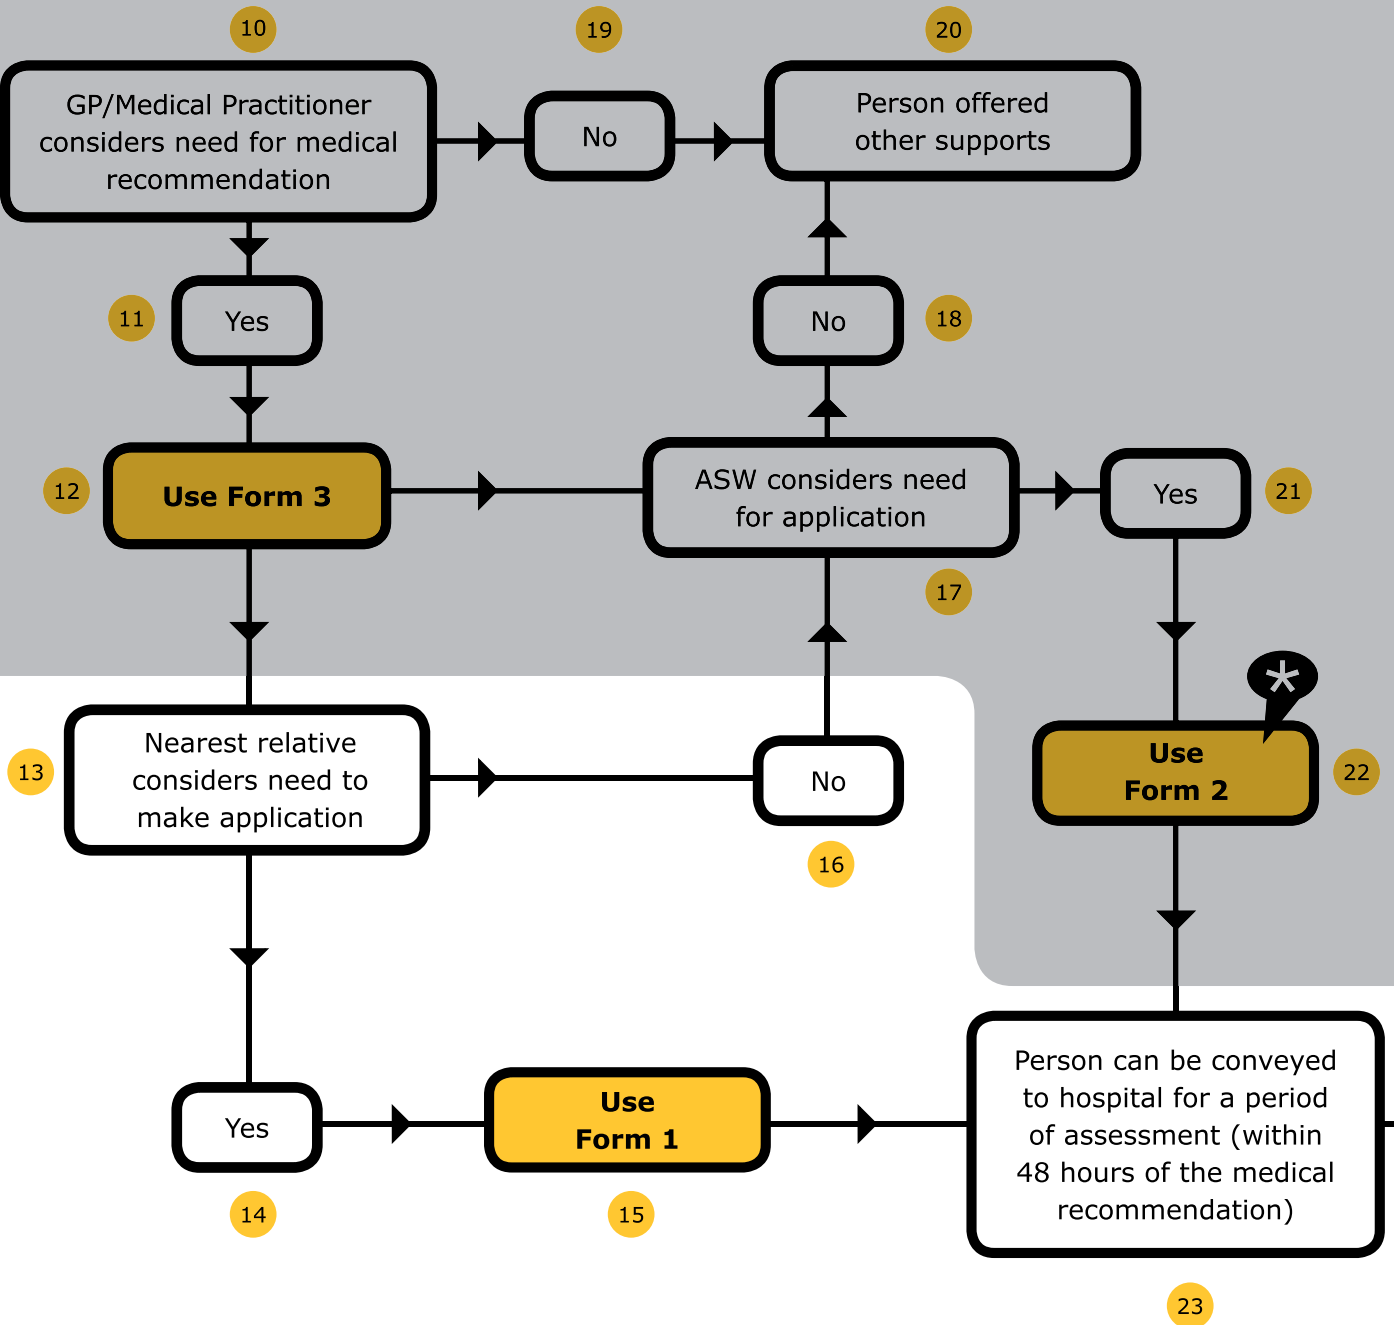 10
19
20
GP/Medical Practitioner
considers need for medical
recommendation
No
Person offered
other supports
11
Yes
No
18
12
Use Form 3
ASW considers need
for application
Yes
21
17
*
13
Nearest relative
considers need to
make application
No
Use
Form 2
22
16
Yes
Use
Form 1
Person can be conveyed
to hospital for a period
of assessment (within
48 hours of the medical
recommendation)
14
15
23